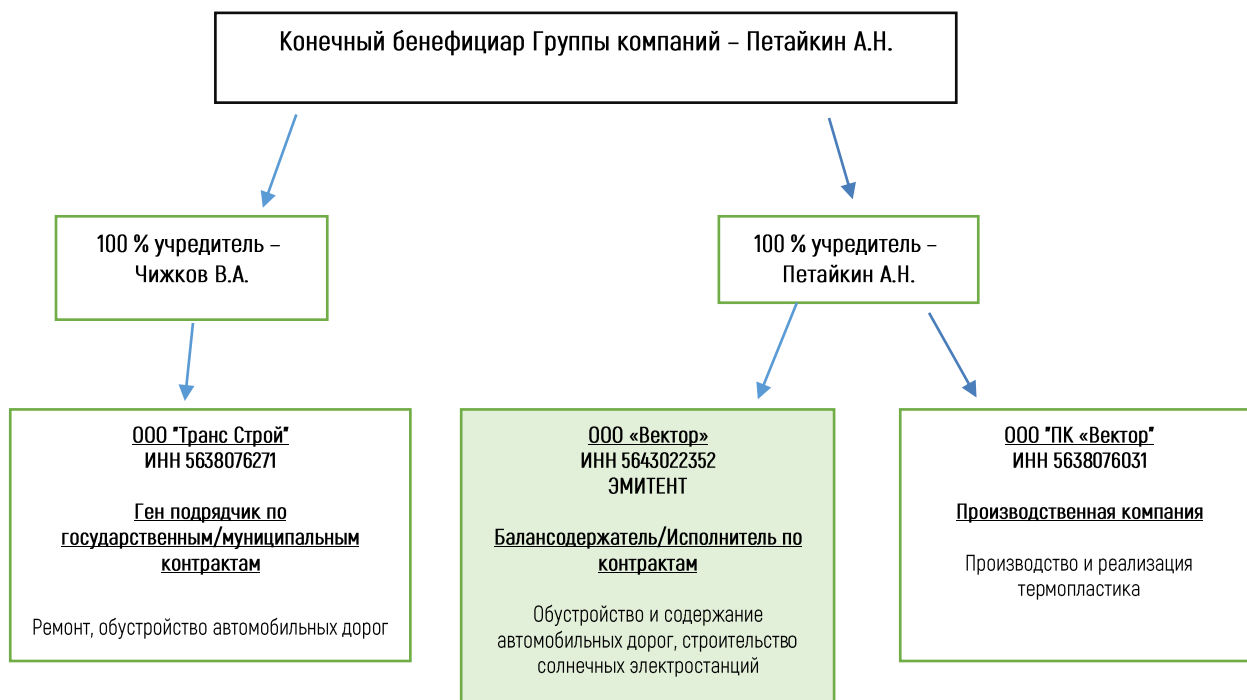 Конечный бенефициар Группы компаний – Петайкин А.Н.
100 % учредитель –
Чижков В.А.
100 % учредитель –
Петайкин А.Н.
ООО "Транс Строй"
ИНН 5638076271
Ген подрядчик по
государственным/муниципальным
контрактам
Ремонт, обустройство автомобильных дорог
ООО «Вектор»
ИНН 5643022352
ЭМИТЕНТ
Балансодержатель/Исполнитель по
контрактам
Обустройство и содержание
автомобильных дорог, строительство
солнечных электростанций
ООО "ПК «Вектор"
ИНН 5638076031
Производственная компания
Производство и реализация
термопластика